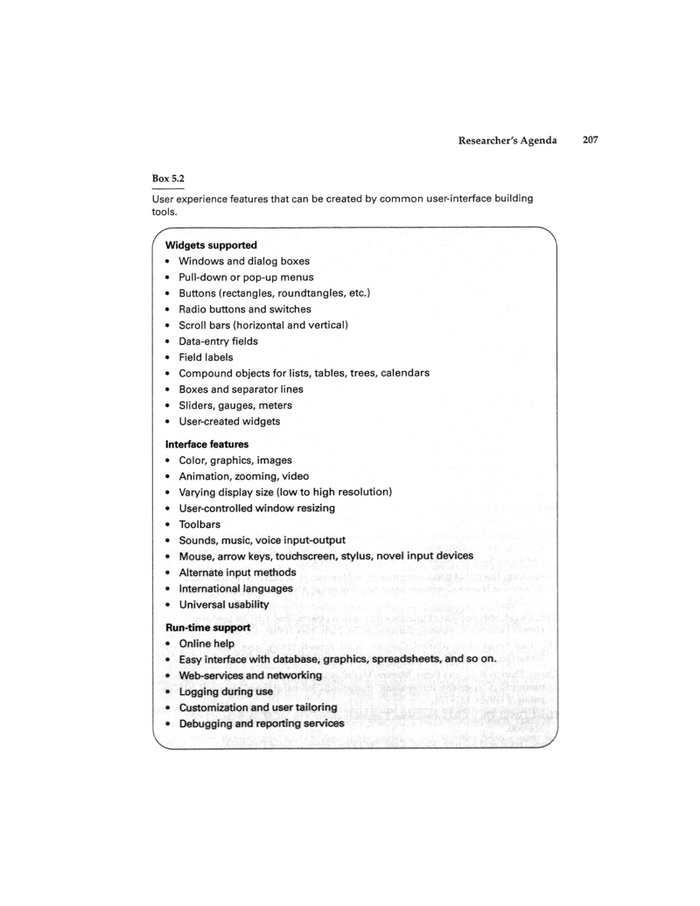 Researcher's Agenda 207
Box 5.2
User experience features that can be created by common user-interface building
tools.
Widgets supported
• Windows and dialog boxes
• Pull-down or pop-up menus
• Buttons (rectangles, roundtangles, etc.)
• Radio buttons and switches
• Scroll bars (horizontal and vertical)
• Data-entry fields
• Field labels
• Compound objects for lists, tables, trees, calendars
• Boxes and separator lines
• Sliders, gauges, meters
• User-created widgets
Interface features
• Color, graphics, images
• Animation, zooming, video
• Varying display size (low to high resolution)
• User-controlled window resizing
• Toolbars
• Sounds, music, voice input-output
• Mouse, arrow keys, touchscreen, stylus, novel input devices
• Alternate input methods
• International languages
• Universal usability
Run-time support
• Online help
• Easy interface with database, graphics, spreadsheets, and so on.
• Web-services and networking
• Logging during use
• Customization and user tailoring
• Debugging and reporting services